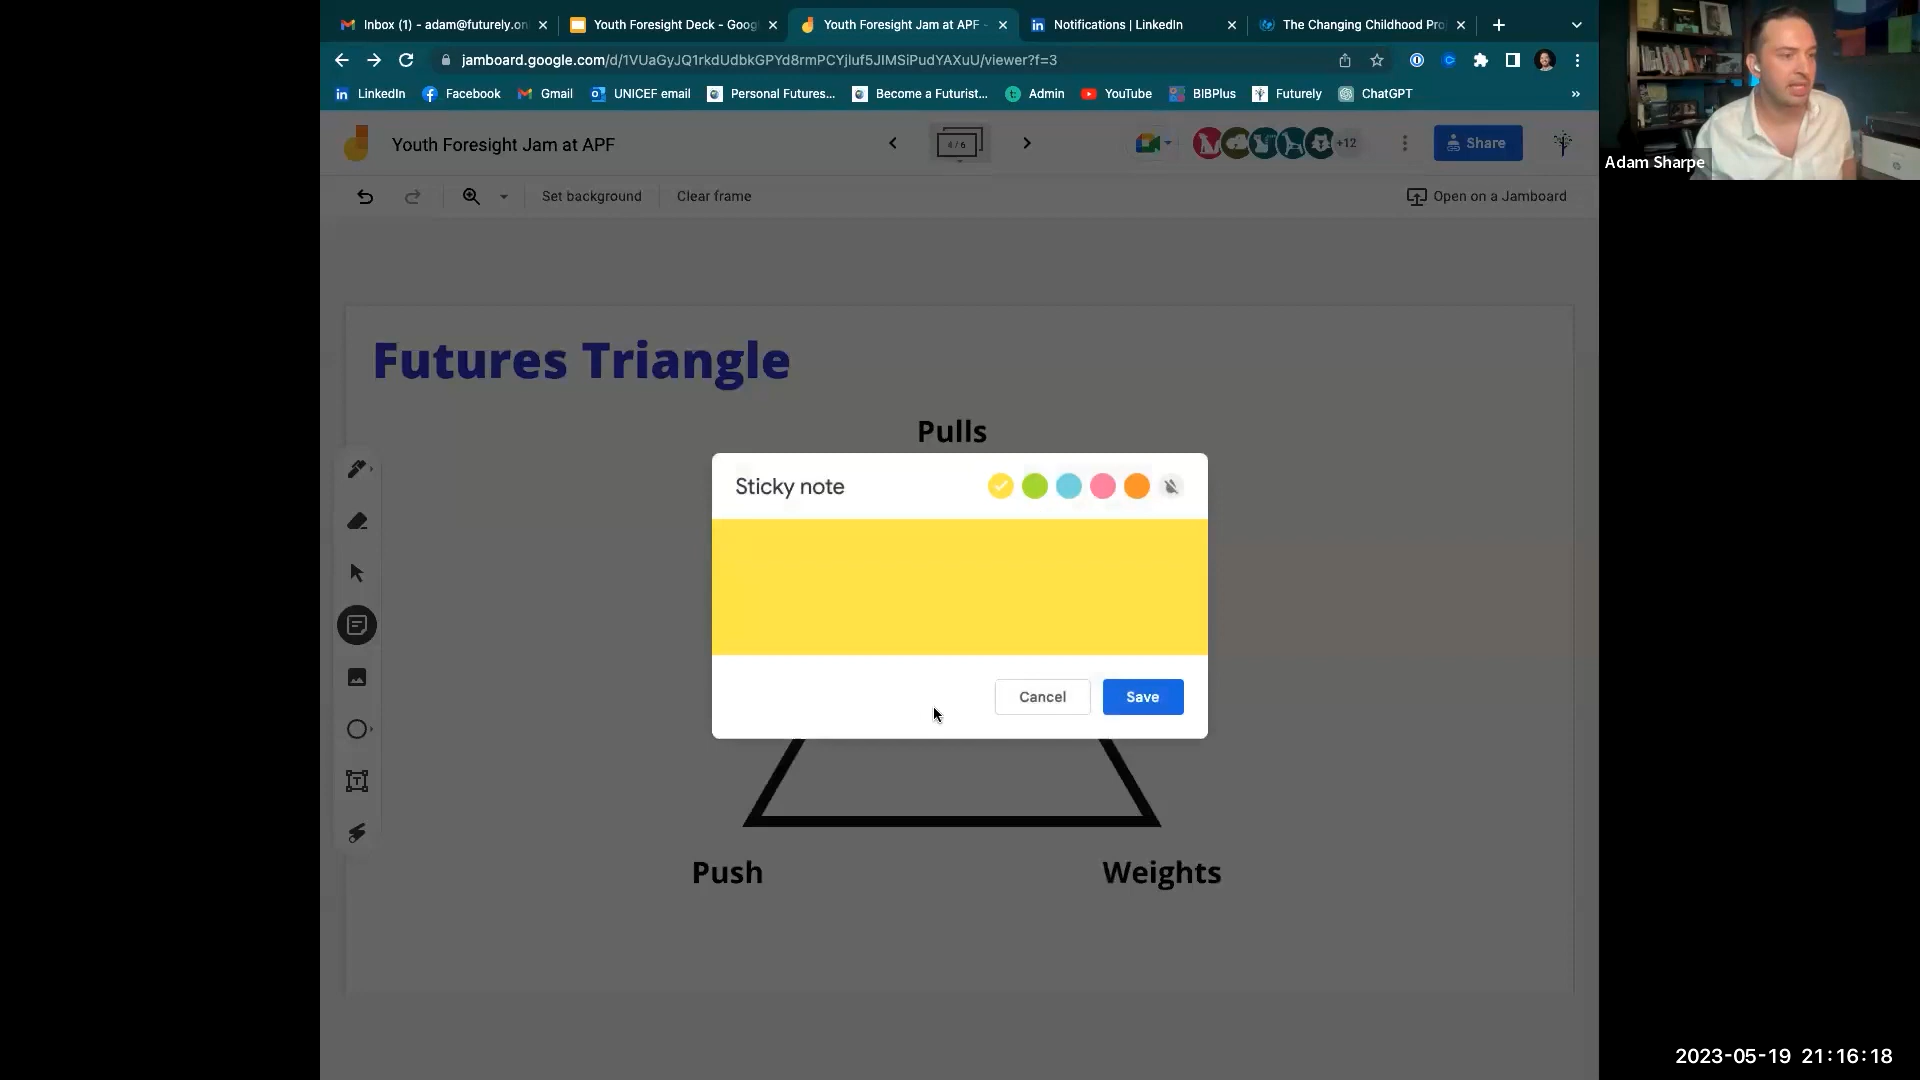 Inbox (1) - adam@futurely.on
Youth Foresight Deck - Goog
Youth Foresight Jam at APF -
Notifications | LinkedIn
The Changing Childhood Pro
jamboard.google.com/d/1VUaGyJQ1rkdUdbkGPYd8rmPCYjluf5JIMSiPudYAXuU/viewer?f=3
LinkedIn
Facebook
Gmail
UNICEF email
Personal Futures...
Become a Futurist...
Admin
YouTube
BIBPlus
Futurely
ChatGPT
»
Youth Foresight Jam at APF
4 / 6
+12
Share
Set background
Clear frame
Open on a Jamboard
Adam Sharpe
Futures Triangle
Pulls
Sticky note
Cancel
Save
Push
Weights
2023-05-19 21:16:18